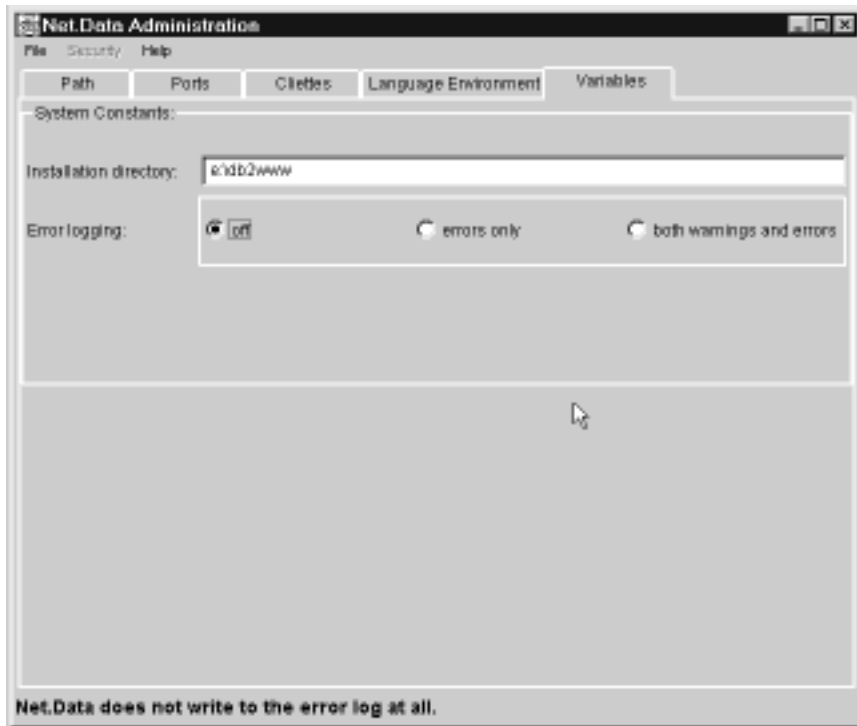 Net.Data Administration
File Security Help
Path Ports Cliettes Language Environment Variables
System Constants:
Installation directory: e:\db2www
Error logging: off errors only both warnings and errors
Net.Data does not write to the error log at all.